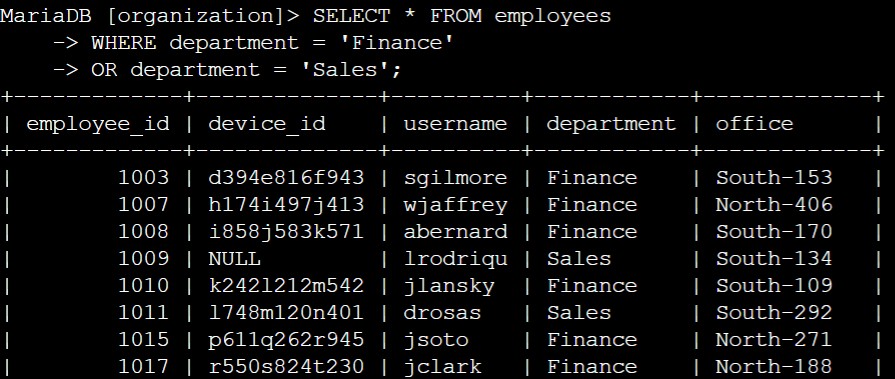 MariaDB [organization]> SELECT * FROM employees
    -> WHERE department = 'Finance'
    -> OR department = 'Sales';
+-------------+--------------+----------+------------+-------------+
| employee_id | device_id    | username | department | office      |
+-------------+--------------+----------+------------+-------------+
|        1003 | d394e816f943 | sgilmore | Finance    | South-153   |
|        1007 | h174i497j413 | wjaffrey | Finance    | North-406   |
|        1008 | i858j583k571 | abernard | Finance    | South-170   |
|        1009 | NULL         | lrodriqu | Sales      | South-134   |
|        1010 | k242l212m542 | jlansky  | Finance    | South-109   |
|        1011 | l748m120n401 | drosas   | Sales      | South-292   |
|        1015 | p611q262r945 | jsoto    | Finance    | North-271   |
|        1017 | r550s824t230 | jclark   | Finance    | North-188   |